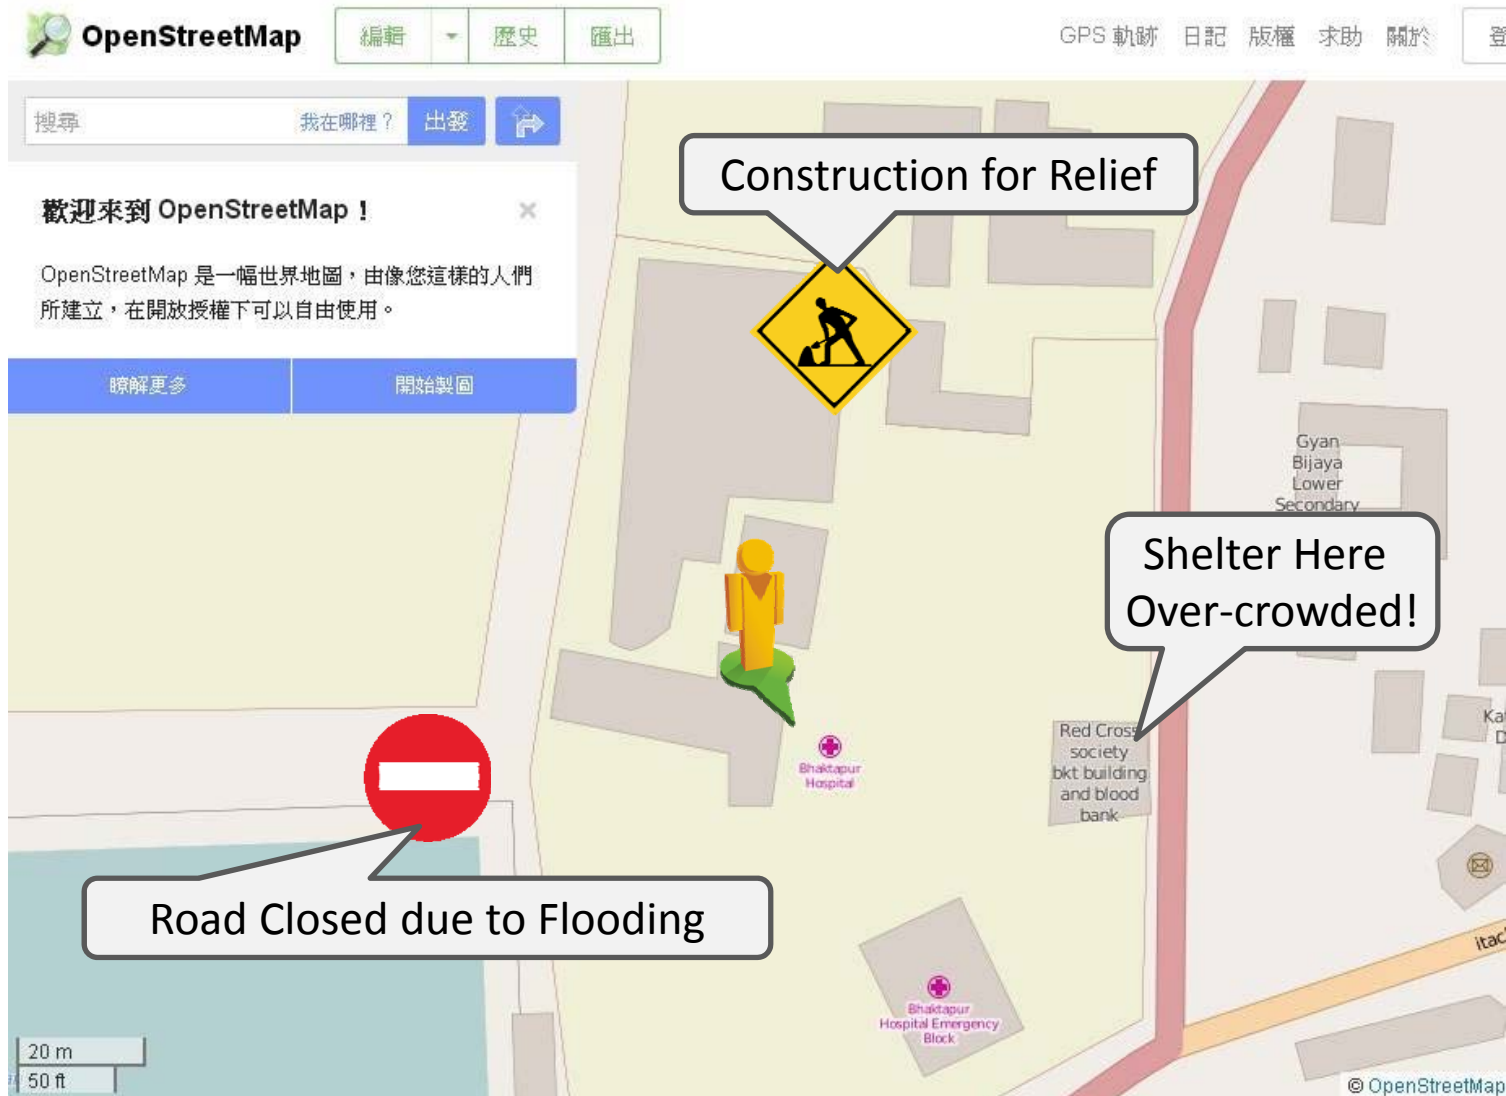 OpenStreetMap
編輯
歷史
匯出
GPS 軌跡
日記
版權
求助
關於
登
搜尋
我在哪裡？
出發
歡迎來到 OpenStreetMap！
×
OpenStreetMap 是一幅世界地圖，由像您這樣的人們
所建立，在開放授權下可以自由使用。
瞭解更多
開始製圖
Construction for Relief
Gyan
Bijaya
Lower
Secondary
Shelter Here
Over-crowded!
Red Cross
society
bkt building
and blood
bank
Ka
D
Bhaktapur
Hospital
Road Closed due to Flooding
itac
Bhaktapur
Hospital Emergency
Block
20 m
50 ft
© OpenStreetMap